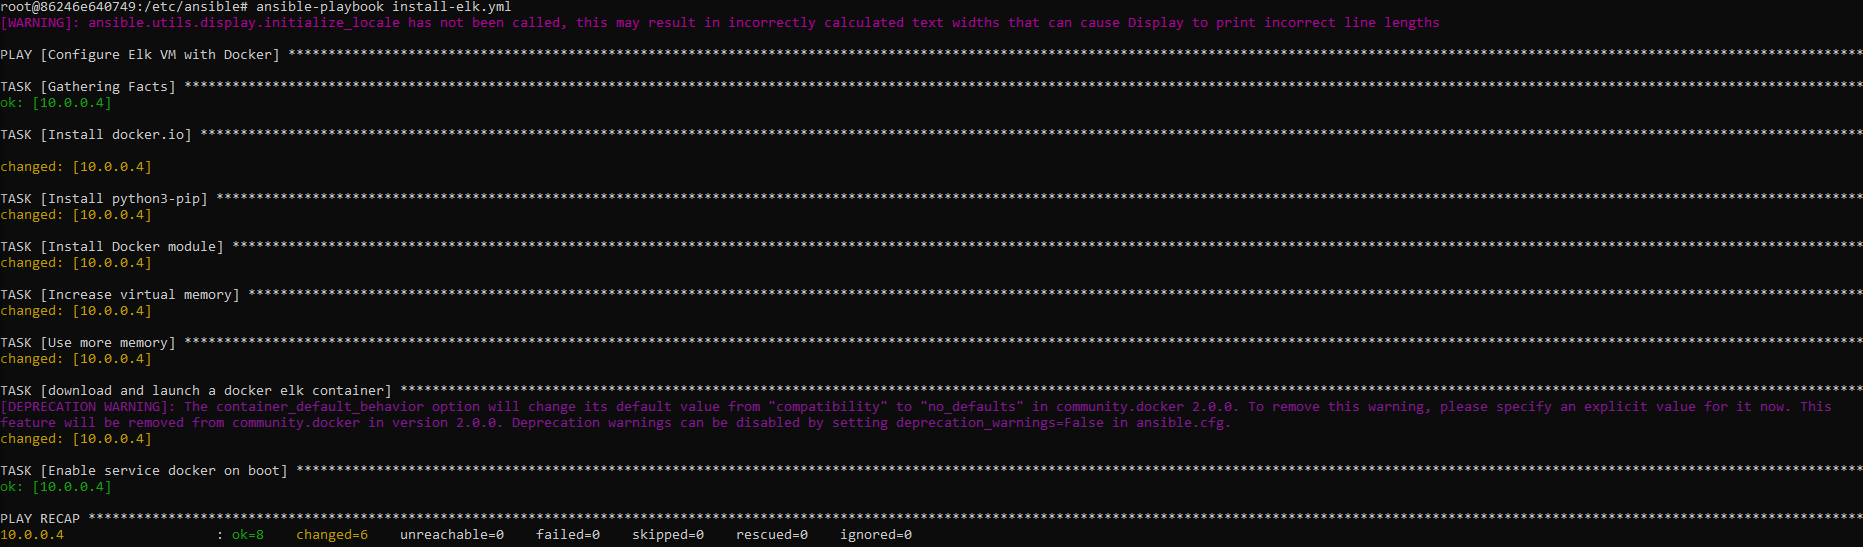 root@86246e640749:/etc/ansible# ansible-playbook install-elk.yml
[WARNING]: ansible.utils.display.initialize_locale has not been called, this may result in incorrectly calculated text widths that can cause Display to print incorrect line lengths
PLAY [Configure Elk VM with Docker] ****************************************************************************************************
TASK [Gathering Facts] ****************************************************************************************************
ok: [10.0.0.4]
TASK [Install docker.io] ****************************************************************************************************
changed: [10.0.0.4]
TASK [Install python3-pip] ****************************************************************************************************
changed: [10.0.0.4]
TASK [Install Docker module] ****************************************************************************************************
changed: [10.0.0.4]
TASK [Increase virtual memory] ****************************************************************************************************
changed: [10.0.0.4]
TASK [Use more memory] ****************************************************************************************************
changed: [10.0.0.4]
TASK [download and launch a docker elk container] ****************************************************************************************************
[DEPRECATION WARNING]: The container_default_behavior option will change its default value from "compatibility" to "no_defaults" in community.docker 2.0.0. To remove this warning, please specify an explicit value for it now. This
feature will be removed from community.docker in version 2.0.0. Deprecation warnings can be disabled by setting deprecation_warnings=False in ansible.cfg.
changed: [10.0.0.4]
TASK [Enable service docker on boot] ****************************************************************************************************
ok: [10.0.0.4]
PLAY RECAP ****************************************************************************************************
10.0.0.4                   : ok=8    changed=6    unreachable=0    failed=0    skipped=0    rescued=0    ignored=0